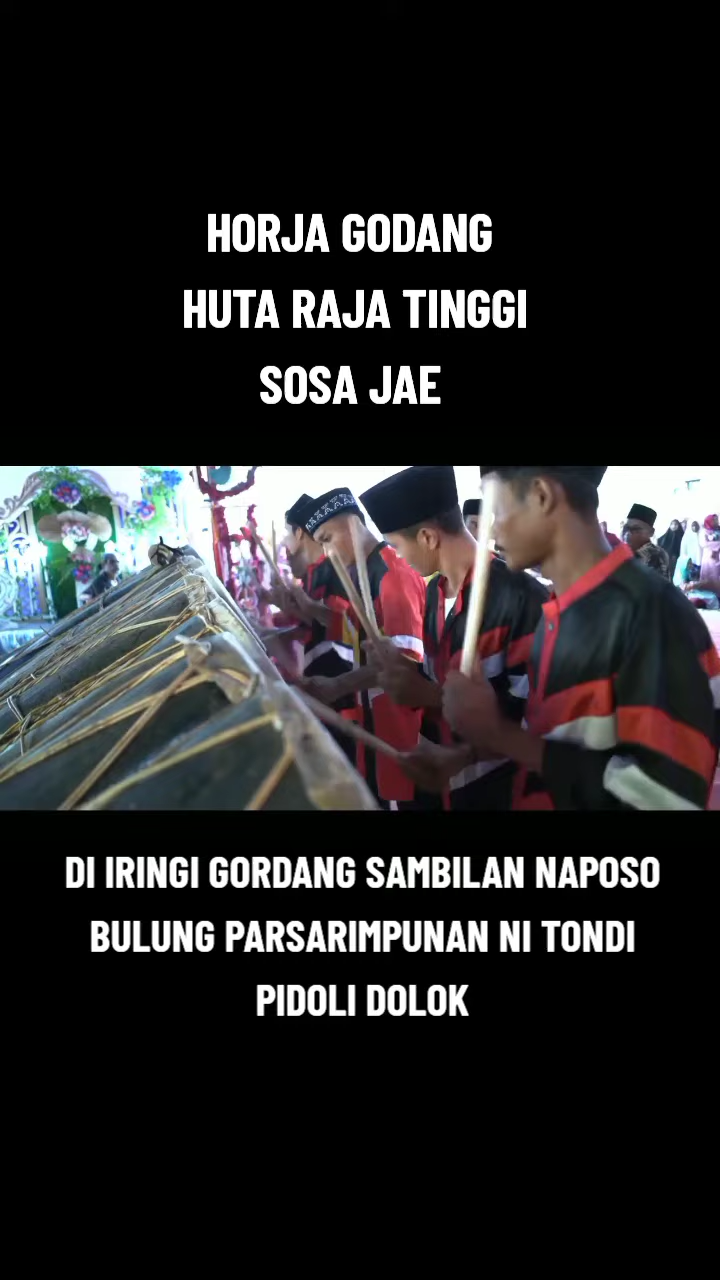 HORJA GODANG
HUTA RAJA TINGGI
SOSA JAE
DI IRINGI GORDANG SAMBILAN NAPOSO
BULUNG PARSARIMPUNAN NI TONDI
PIDOLI DOLOK